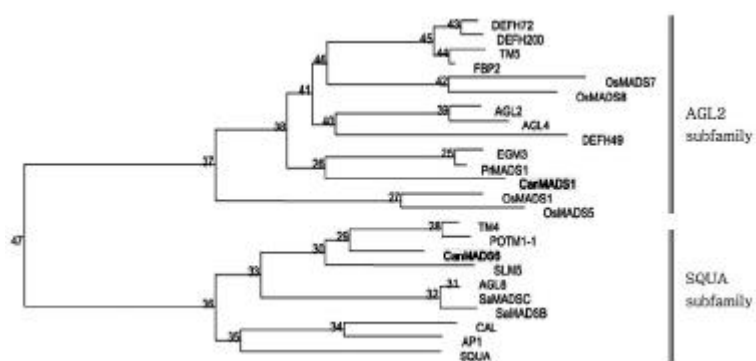 43
DEFH72
45
DEFH200
TM5
44
FBP2
46
42
OsMADS7
OsMADS8
41
39
AGL2
40
AGL4
DEFH49
38
AGL2
subfamily
25
EGM3
37
26
PrMADS1
CanMADS1
27
OsMADS1
OsMADS5
47
28
TM4
29
POTM1-1
30
CanMADS6
SLM5
33
31
AGL8
32
SaMADSC
SaMADSB
36
SQUA
subfamily
34
CAL
35
AP1
SQUA